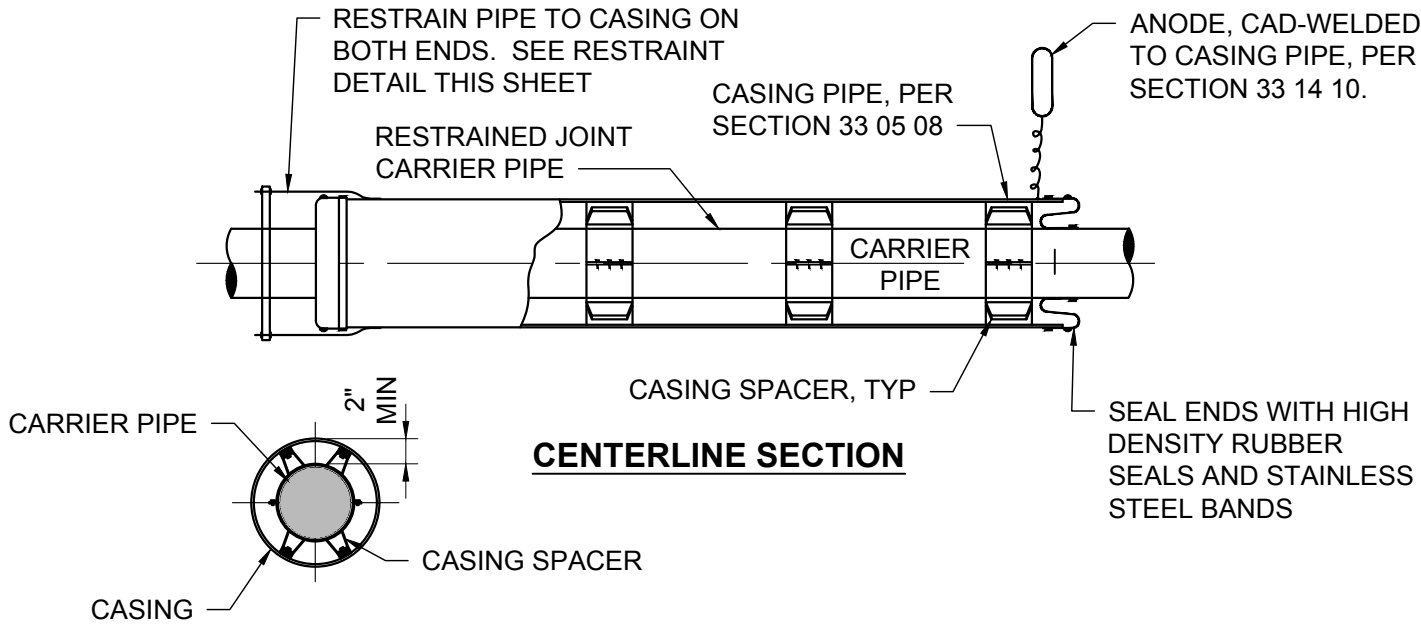 RESTRAIN PIPE TO CASING ON
BOTH ENDS.  SEE RESTRAINT
DETAIL THIS SHEET
ANODE, CAD-WELDED
TO CASING PIPE, PER
SECTION 33 14 10.
CASING PIPE, PER
SECTION 33 05 08
RESTRAINED JOINT
CARRIER PIPE
CARRIER
PIPE
CASING SPACER, TYP
SEAL ENDS WITH HIGH
DENSITY RUBBER
SEALS AND STAINLESS
STEEL BANDS
CENTERLINE SECTION
2"
MIN
CARRIER PIPE
CASING SPACER
CASING